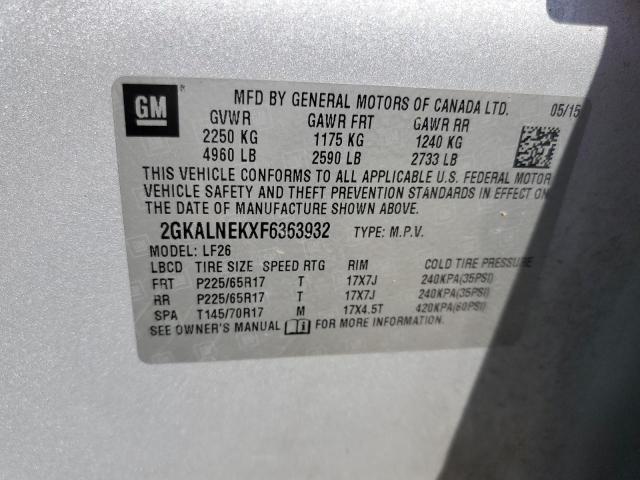 GM
MFD BY GENERAL MOTORS OF CANADA LTD. 05/15
GVWR GAWR FRT GAWR RR
2250 KG 1175 KG 1240 KG
4960 LB 2590 LB 2733 LB
THIS VEHICLE CONFORMS TO ALL APPLICABLE U.S. FEDERAL MOTOR
VEHICLE SAFETY AND THEFT PREVENTION STANDARDS IN EFFECT ON
THE DATE OF MANUFACTURE SHOWN ABOVE.
2GKALNEKXF6363932 TYPE: M.P.V.
MODEL: LF26
LBCD TIRE SIZE SPEED RTG RIM COLD TIRE PRESSURE
FRT P225/65R17 T 17X7J 240KPA(35PSI)
RR P225/65R17 T 17X7J 240KPA(35PSI)
SPA T145/70R17 M 17X4.5T 420KPA(60PSI)
SEE OWNER'S MANUAL FOR MORE INFORMATION.